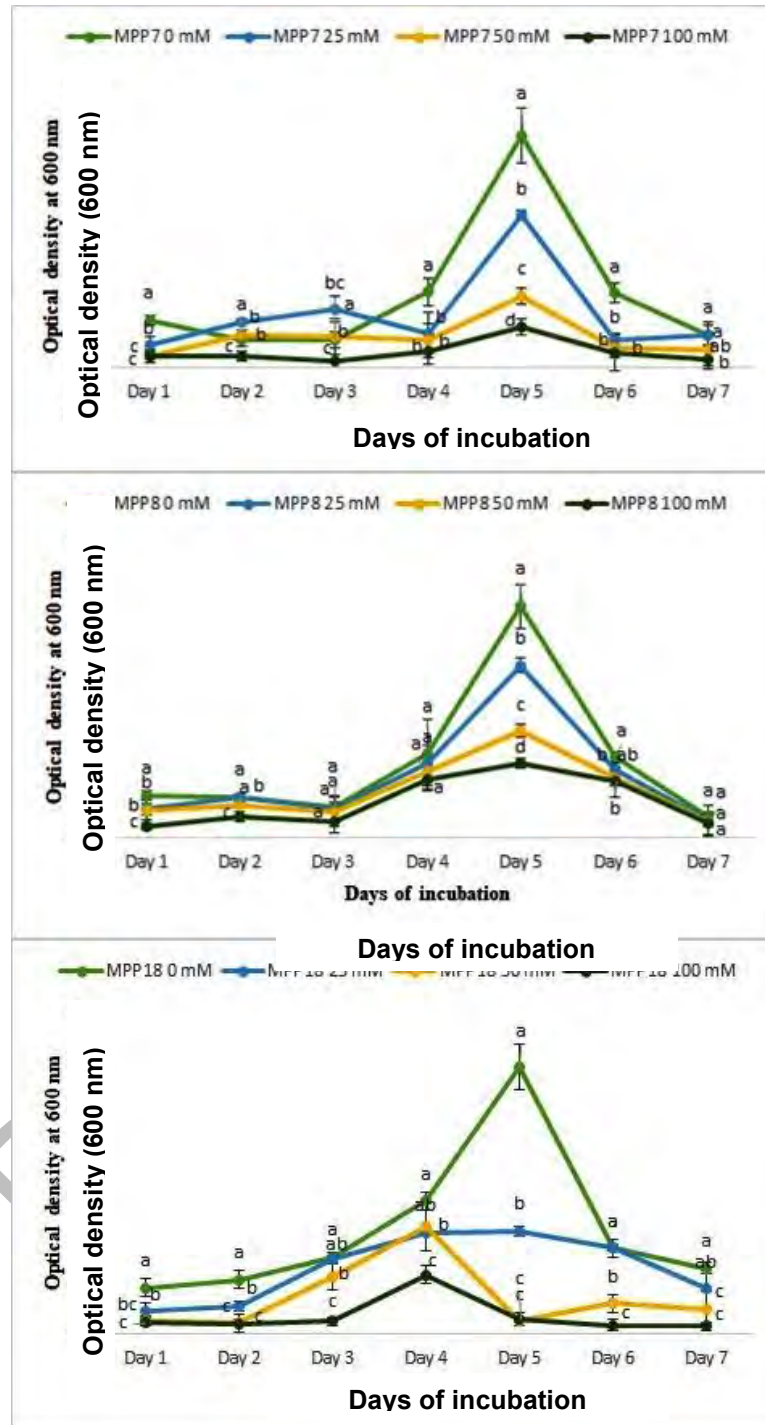 MPP7 0 mM MPP7 25 mM MPP7 50 mM MPP7 100 mM
Optical density at 600 nm
Optical density (600 nm)
a
b
a
bc
a
a
c
d
a
b
a
b
c
c
b
b
c
a
b
c
b
b
b
b
b
a
a
b
b
Day 1 Day 2 Day 3 Day 4 Day 5 Day 6 Day 7
Days of incubation
MPP8 0 mM MPP8 25 mM MPP8 50 mM MPP8 100 mM
Optical density at 600 nm
Optical density (600 nm)
a
b
c
d
a
a a
a
b ab
b
a
b
b
c
a
a b
c
a
a
a
a
a
a a
a
a
Day 1 Day 2 Day 3 Day 4 Day 5 Day 6 Day 7
Days of incubation
Days of incubation
MPP18 0 mM MPP18 100 mM
Optical density at 600 nm
Optical density (600 nm)
a
a
ab
b
c
b
a
ab
b
c
a
b
c
c
a
b
bc
c
a
b
c
c
c
c
a
b
c
a
ab
c
c
Day 1 Day 2 Day 3 Day 4 Day 5 Day 6 Day 7
Days of incubation